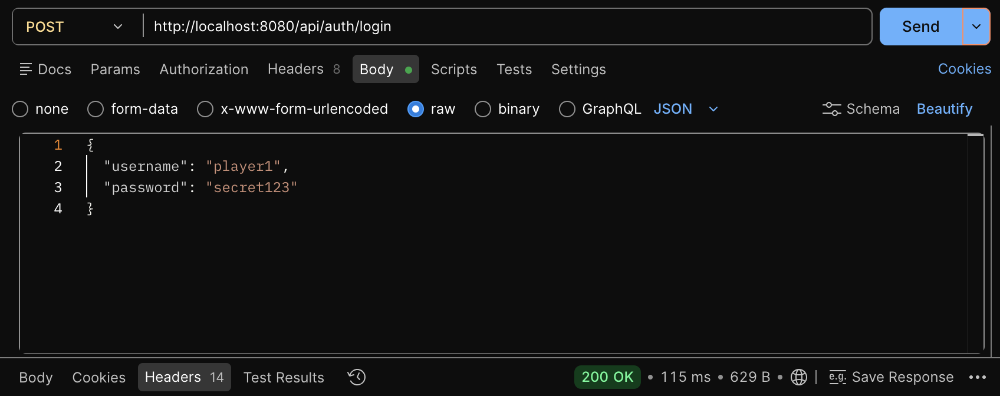 POST http://localhost:8080/api/auth/login Send
Docs Params Authorization Headers 8 Body Scripts Tests Settings Cookies
none form-data x-www-form-urlencoded raw binary GraphQL JSON Schema Beautify
1 {
2 "username": "player1",
3 "password": "secret123"
4 }
Body Cookies Headers 14 Test Results 200 OK • 115 ms • 629 B • | e.g. Save Response